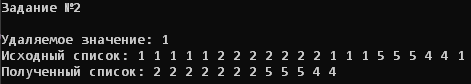 Задание №2
Удаляемое значение: 1
Исходный список: 1 1 1 1 1 2 2 2 2 2 2 2 1 1 1 5 5 5 4 4 1
Полученный список: 2 2 2 2 2 2 2 5 5 5 4 4